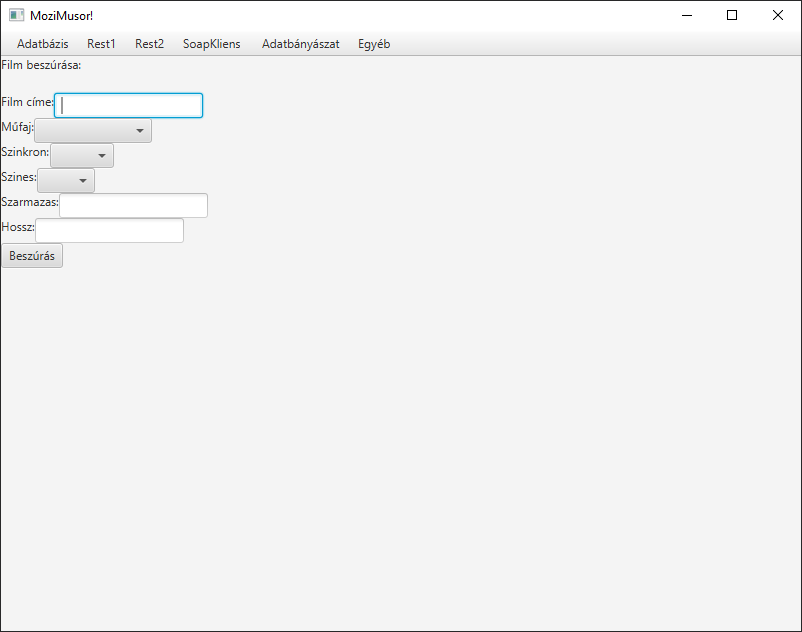 MoziMusor!
Adatbázis Rest1 Rest2 SoapKliens Adatbányászat Egyéb
Film beszúrása:
Film címe:
Műfaj:
Szinkron:
Szines:
Szarmazas:
Hossz:
Beszúrás